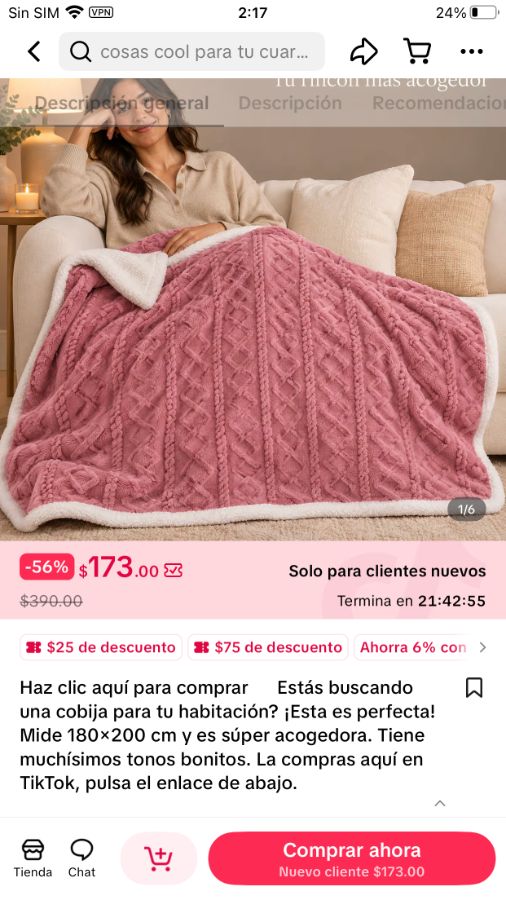 Sin SIM VPN 2:17 24%
cosas cool para tu cuar...
Tu rincón más acogedor
Descripción general Descripción Recomendacion
1/6
-56% $173.00 Solo para clientes nuevos
$390.00 Termina en 21:42:55
$25 de descuento $75 de descuento Ahorra 6% con
Haz clic aquí para comprar Estás buscando
una cobija para tu habitación? ¡Esta es perfecta!
Mide 180×200 cm y es súper acogedora. Tiene
muchísimos tonos bonitos. La compras aquí en
TikTok, pulsa el enlace de abajo.
Comprar ahora
Tienda Chat Nuevo cliente $173.00